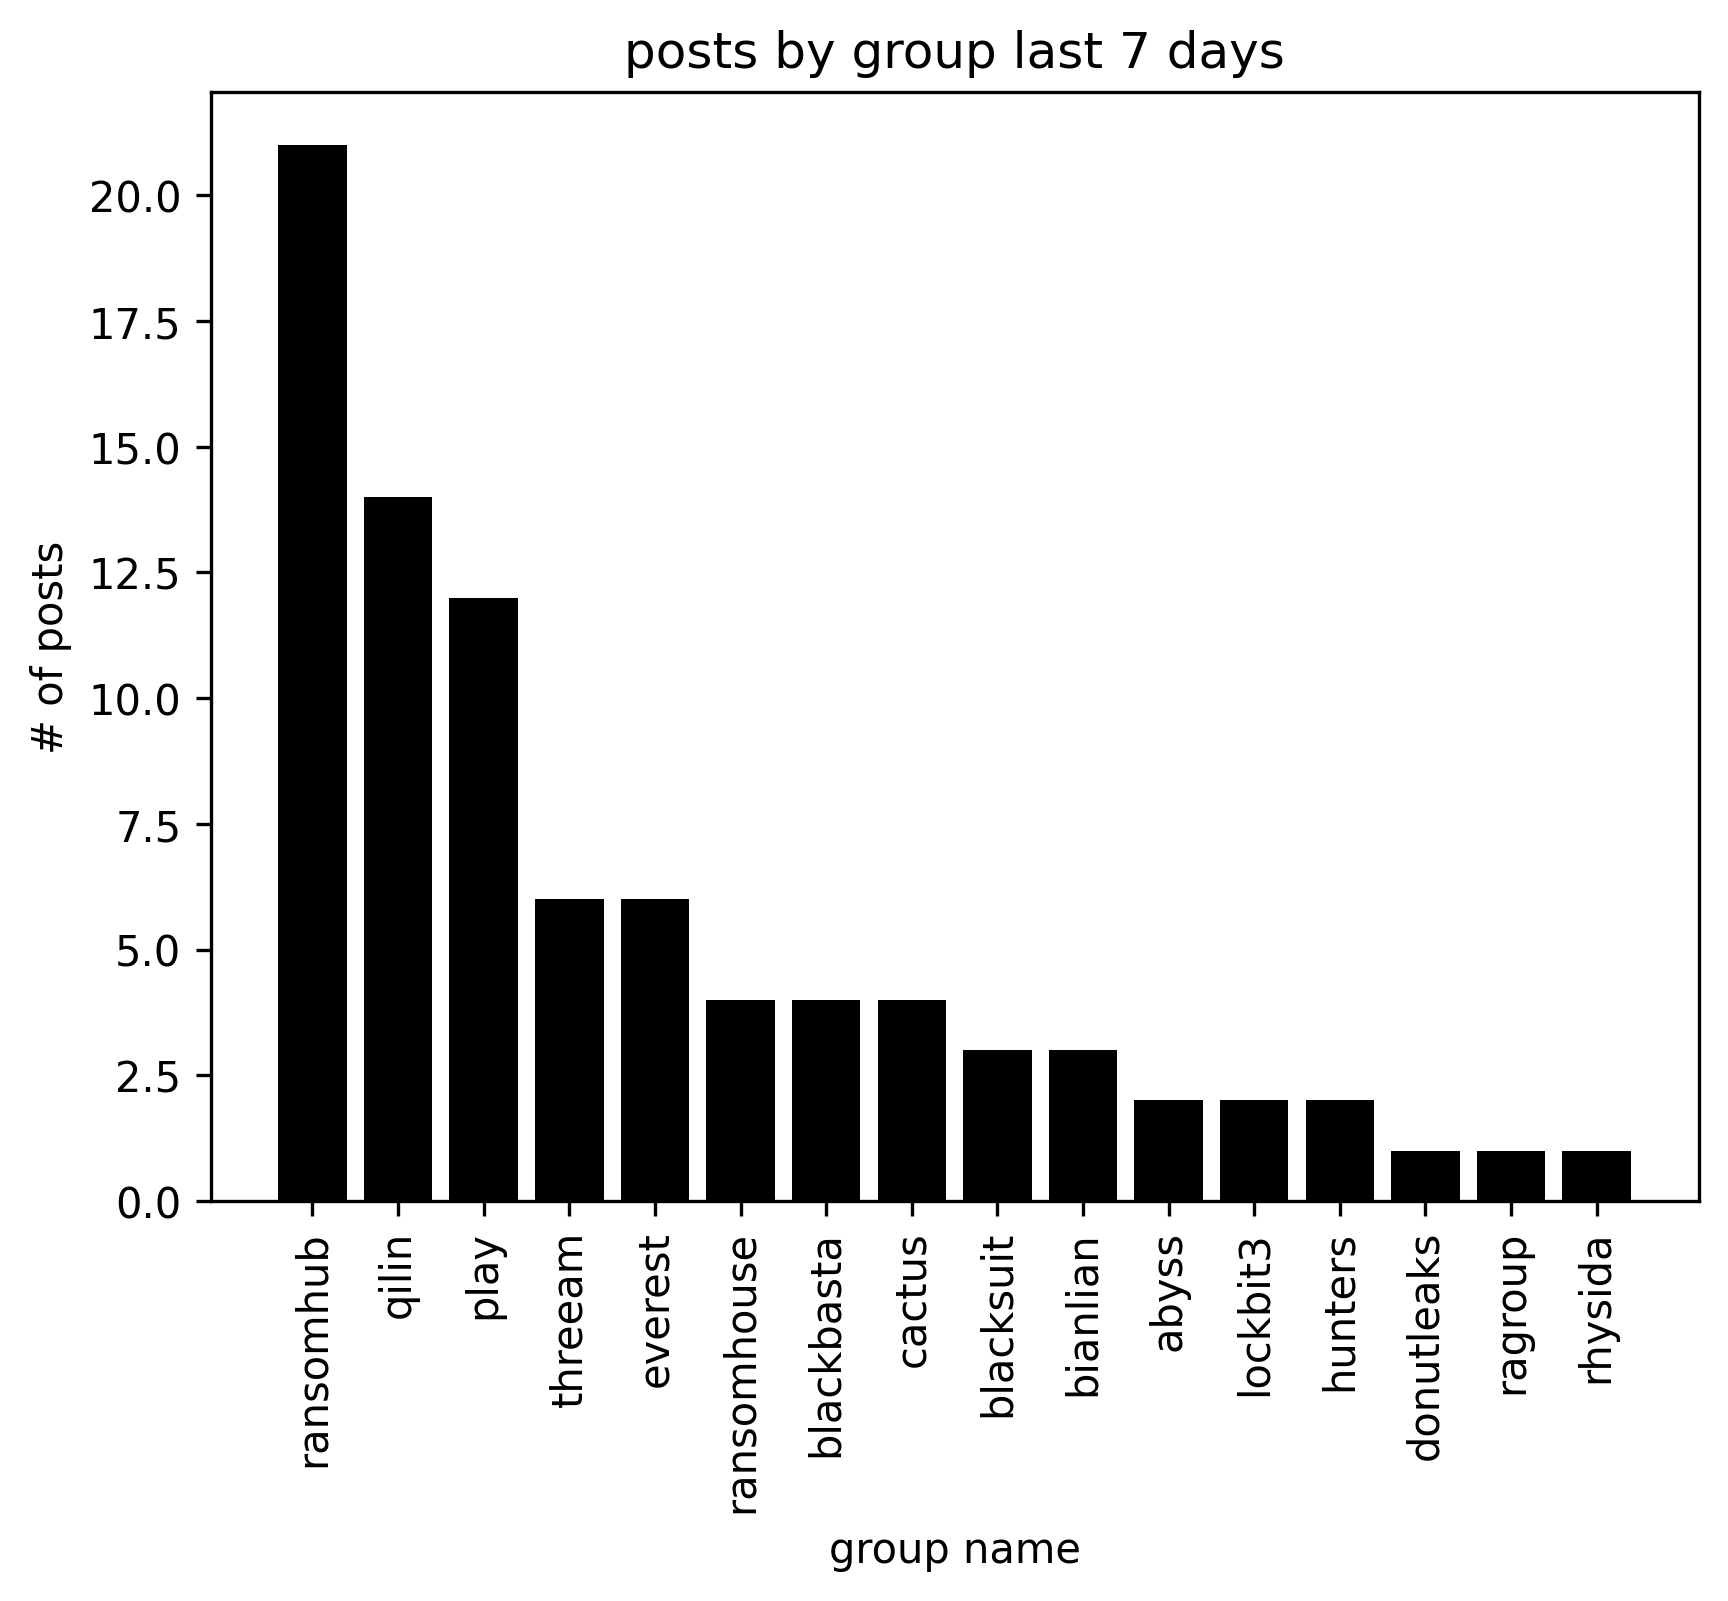 posts by group last 7 days
# of posts
20.0
17.5
15.0
12.5
10.0
7.5
5.0
2.5
0.0
ransomhub
qilin
play
threeam
everest
ransomhouse
blackbasta
cactus
blacksuit
bianlian
abyss
lockbit3
hunters
donutleaks
ragroup
rhysida
group name